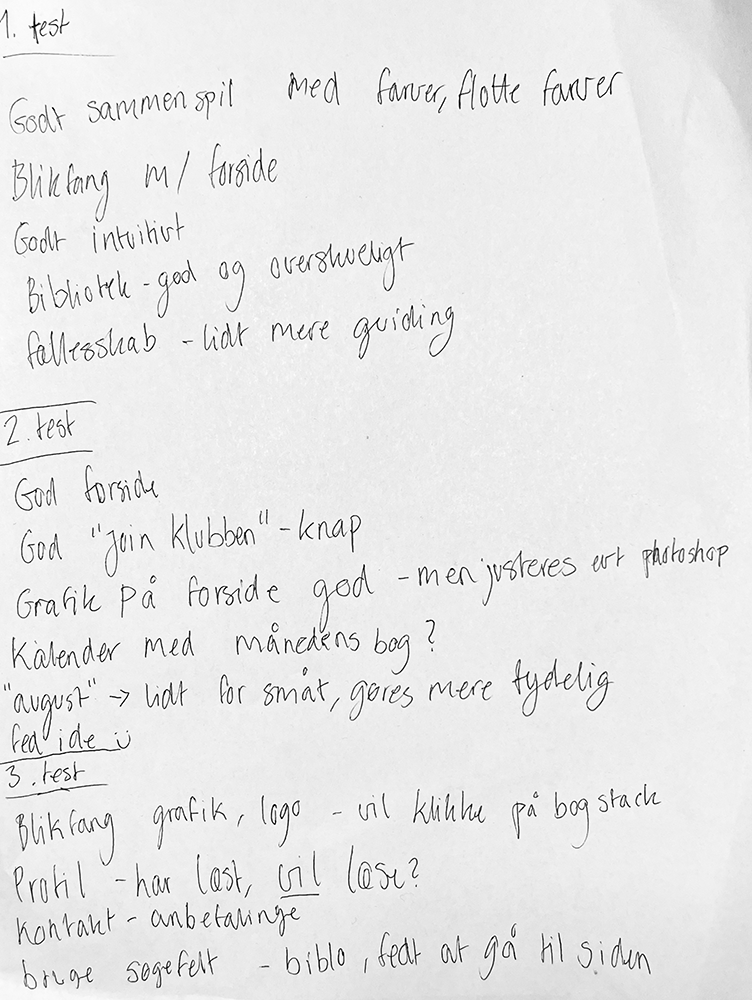 1. test
Godt sammenspil med farver, flotte farver
Blikfang m/ forside
Godt intuitivt
Bibliotek - god og overskueligt
fællesskab - lidt mere guiding
2. test
God forside
God "Join klubben" - knap
Grafik på forside god - men justeres evt photoshop
Kalender med månedens bog?
"august" → lidt for småt, gøres mere tydelig
fed ide ü
3. test
Blikfang grafik, logo - vil klikke på bog stack
Profil - har læst, vil læse?
Kontakt - anbefalinge
bruge søgefelt - biblo, fedt at gå til siden